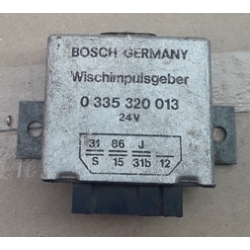 BOSCH GERMANY
Wischimpulsgeber
0 335 320 013
24V
31 86 J
S 15 31b 12